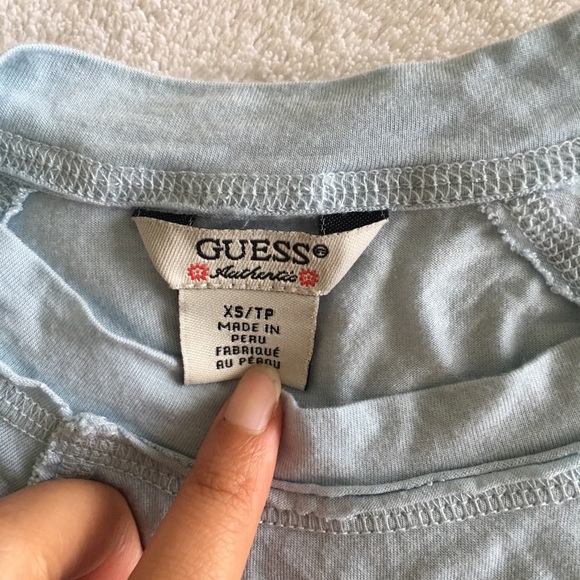 GUESS®
Authentic
XS/TP
MADE IN
PERU
FABRIQUÉ
AU PÉROU